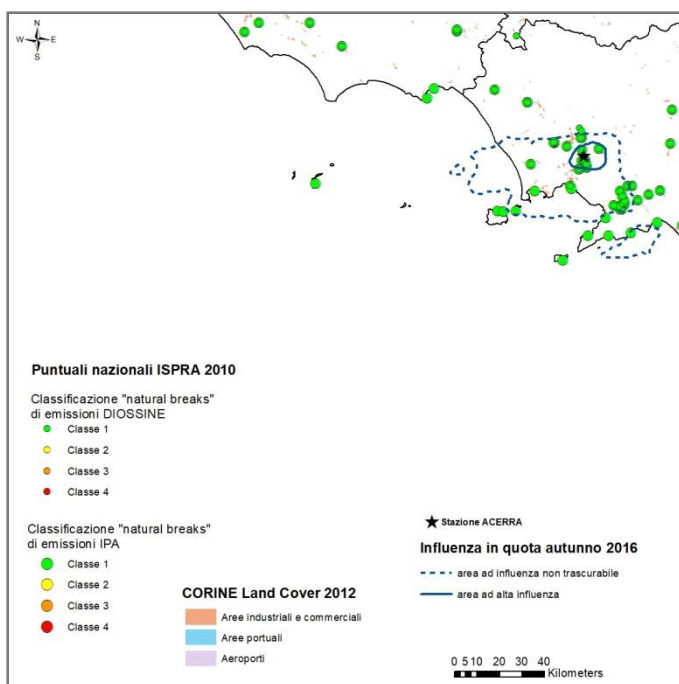 N
W E
S
Puntuali nazionali ISPRA 2010
Classificazione "natural breaks"
di emissioni DIOSSINE
Classe 1
Classe 2
Classe 3
Classe 4
Classificazione "natural breaks"
di emissioni IPA
Classe 1
Classe 2
Classe 3
Classe 4
CORINE Land Cover 2012
Aree industriali e commerciali
Aree portuali
Aeroporti
Stazione ACERRA
Influenza in quota autunno 2016
area ad influenza non trascurabile
area ad alta influenza
0 5 10 20 30 40
Kilometers